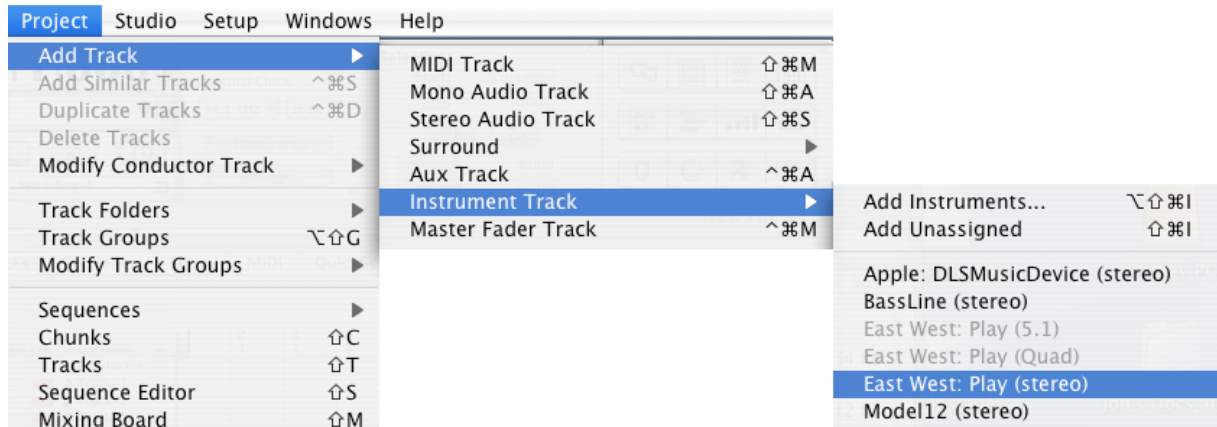 Project Studio Setup Windows Help
Add Track
Add Similar Tracks ^⌘S
Duplicate Tracks ^⌘D
Delete Tracks
Modify Conductor Track
Track Folders
Track Groups ⌥⇧G
Modify Track Groups
Sequences
Chunks ⇧C
Tracks ⇧T
Sequence Editor ⇧S
Mixing Board ⇧M
MIDI Track ⇧⌘M
Mono Audio Track ⇧⌘A
Stereo Audio Track ⇧⌘S
Surround
Aux Track ^⌘A
Instrument Track
Master Fader Track ^⌘M
Add Instruments... ⌥⇧⌘I
Add Unassigned ⇧⌘I
Apple: DLSMusicDevice (stereo)
BassLine (stereo)
East West: Play (5.1)
East West: Play (Quad)
East West: Play (stereo)
Model12 (stereo)